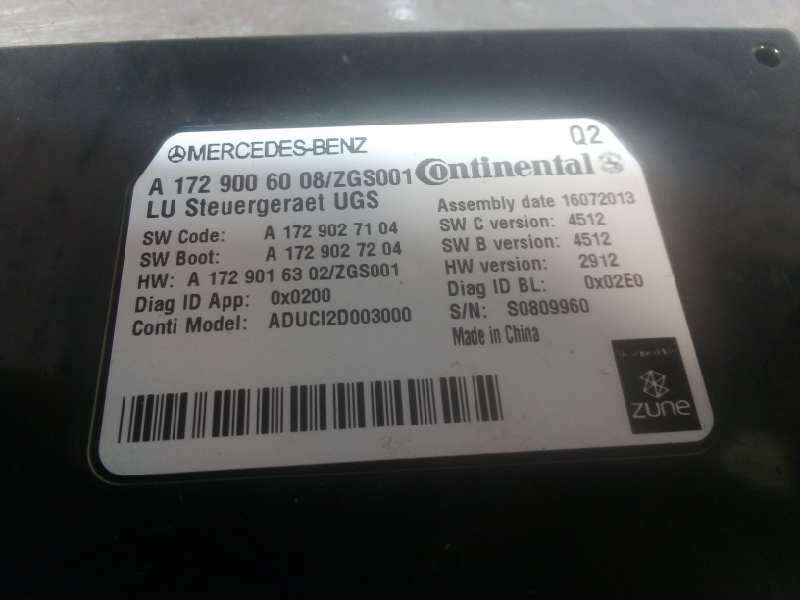 MERCEDES-BENZ
Q2
A 172 900 60 08/ZGS001
Continental
LU Steuergeraet UGS
Assembly date 16072013
SW Code: A 172 902 71 04
SW C version: 4512
SW Boot: A 172 902 72 04
SW B version: 4512
HW: A 172 901 63 02/ZGS001
HW version: 2912
Diag ID App: 0x0200
Diag ID BL: 0x02E0
Conti Model: ADUCI2D003000
S/N: S0809960
Made in China
zune